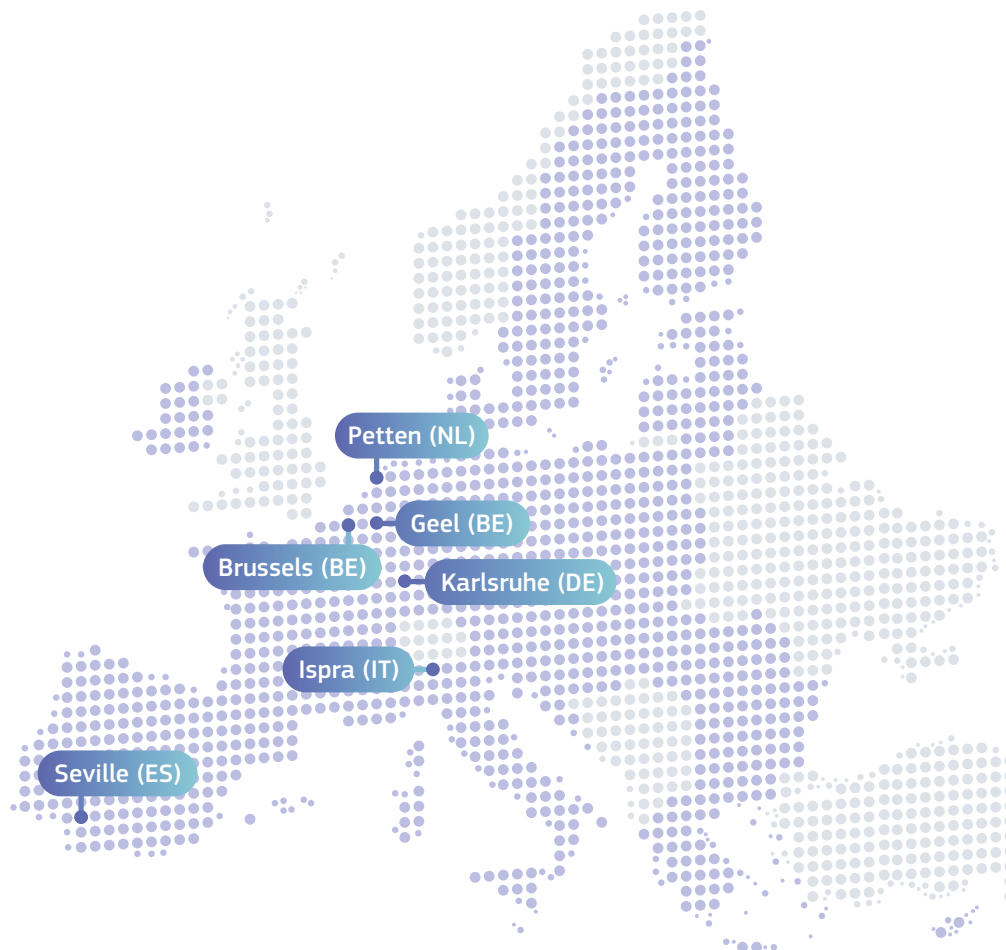 Petten (NL)
Geel (BE)
Brussels (BE)
Karlsruhe (DE)
Ispra (IT)
Seville (ES)